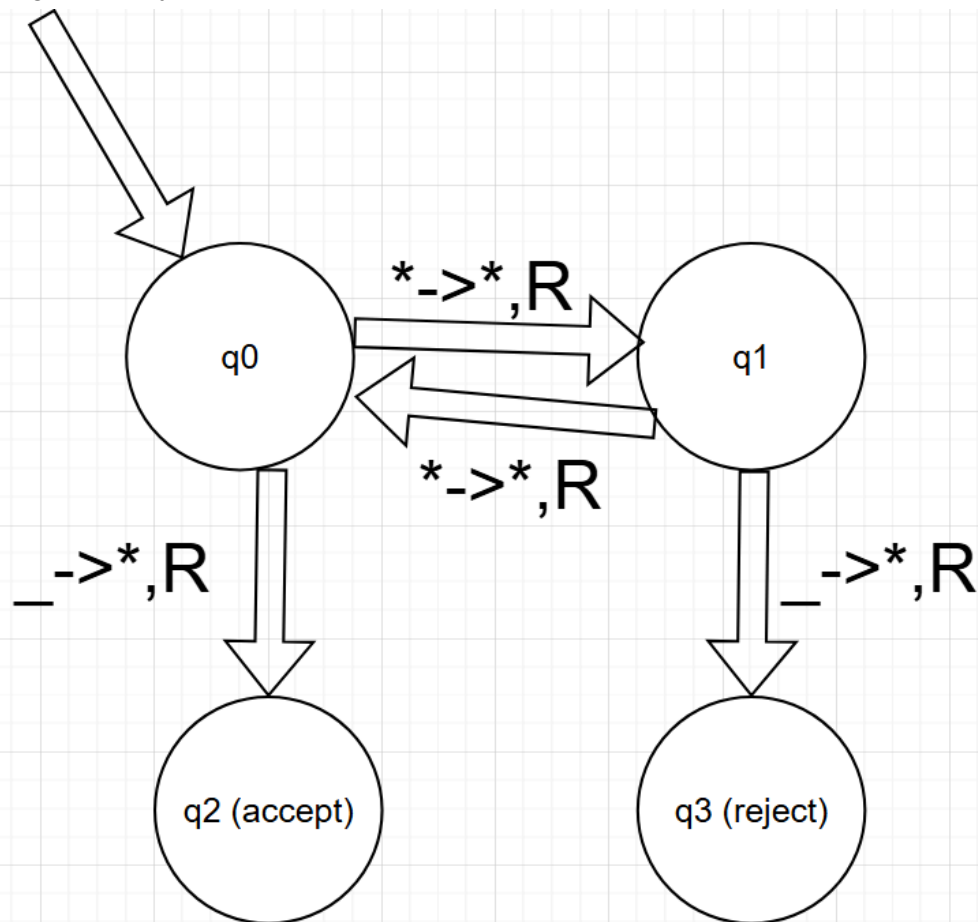 *->*,R
q0
q1
*->*,R
_->*,R
_->*,R
q2 (accept)
q3 (reject)